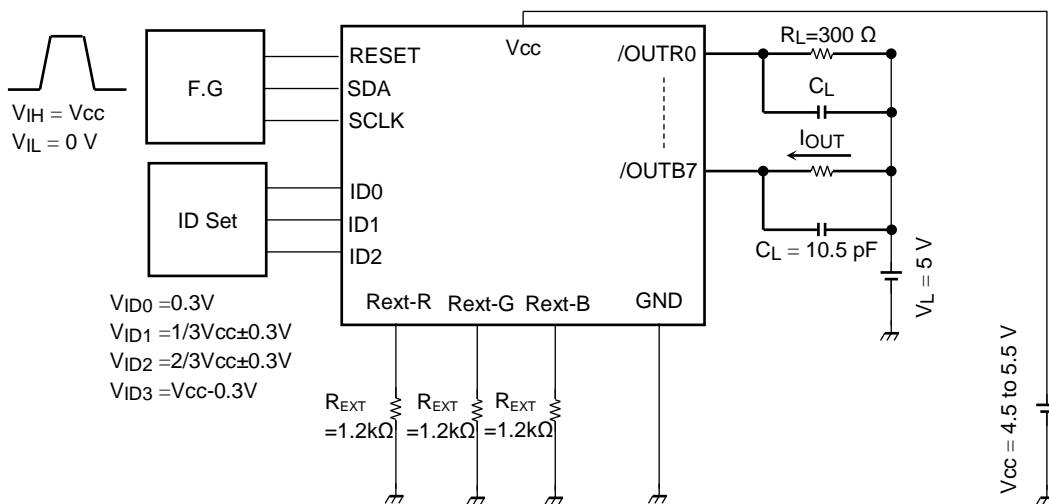 VIH = Vcc
VIL = 0 V
F.G
ID Set
VID0 =0.3V
VID1 =1/3Vcc±0.3V
VID2 =2/3Vcc±0.3V
VID3 =Vcc-0.3V
Vcc
RESET
SDA
SCLK
ID0
ID1
ID2
/OUTR0
/OUTB7
Rext-R Rext-G Rext-B GND
REXT
=1.2kΩ
REXT
=1.2kΩ
REXT
=1.2kΩ
RL=300 Ω
CL
IOUT
CL = 10.5 pF
VL = 5 V
Vcc = 4.5 to 5.5 V